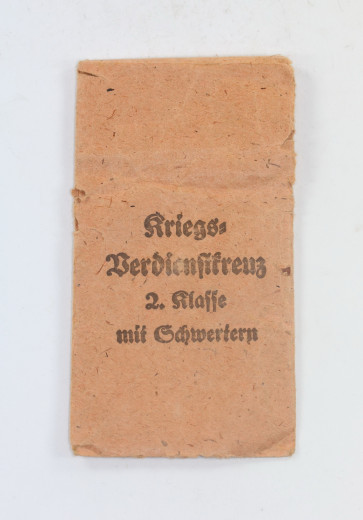 Kriegs-
Verdienstkreuz
2. Klasse
mit Schwertern